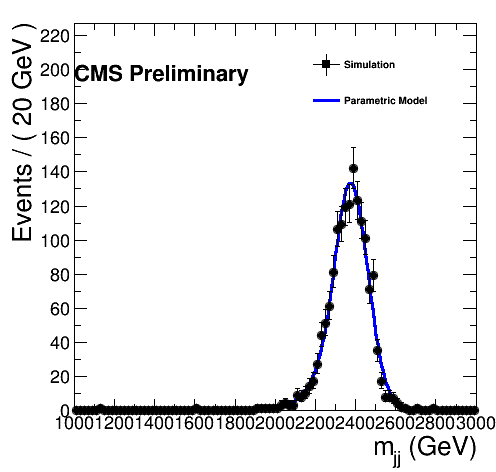 Events / ( 20 GeV )
220
200
180
160
140
120
100
80
60
40
20
0
CMS Preliminary
Simulation
Parametric Model
1000 1200 1400 1600 1800 2000 2200 2400 2600 2800 3000
m_jj (GeV)